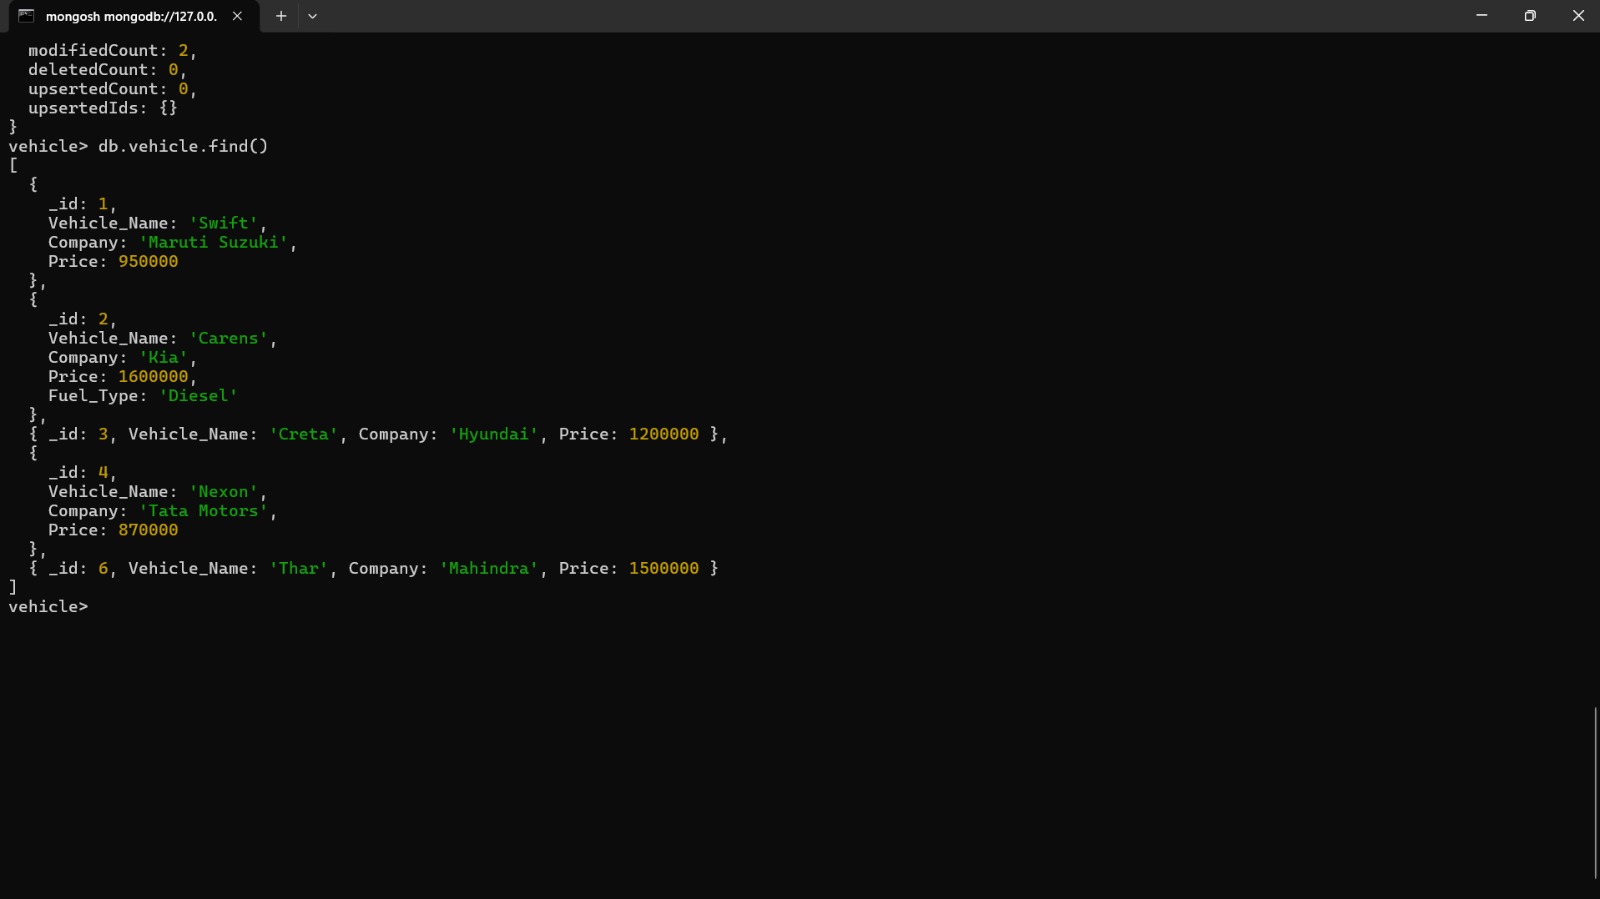 mongosh mongodb://127.0.0.
modifiedCount: 2,
deletedCount: 0,
upsertedCount: 0,
upsertedIds: {}
}
vehicle> db.vehicle.find()
[
  {
    _id: 1,
    Vehicle_Name: 'Swift',
    Company: 'Maruti Suzuki',
    Price: 950000
  },
  {
    _id: 2,
    Vehicle_Name: 'Carens',
    Company: 'Kia',
    Price: 1600000,
    Fuel_Type: 'Diesel'
  },
  { _id: 3, Vehicle_Name: 'Creta', Company: 'Hyundai', Price: 1200000 },
  {
    _id: 4,
    Vehicle_Name: 'Nexon',
    Company: 'Tata Motors',
    Price: 870000
  },
  { _id: 6, Vehicle_Name: 'Thar', Company: 'Mahindra', Price: 1500000 }
]
vehicle>